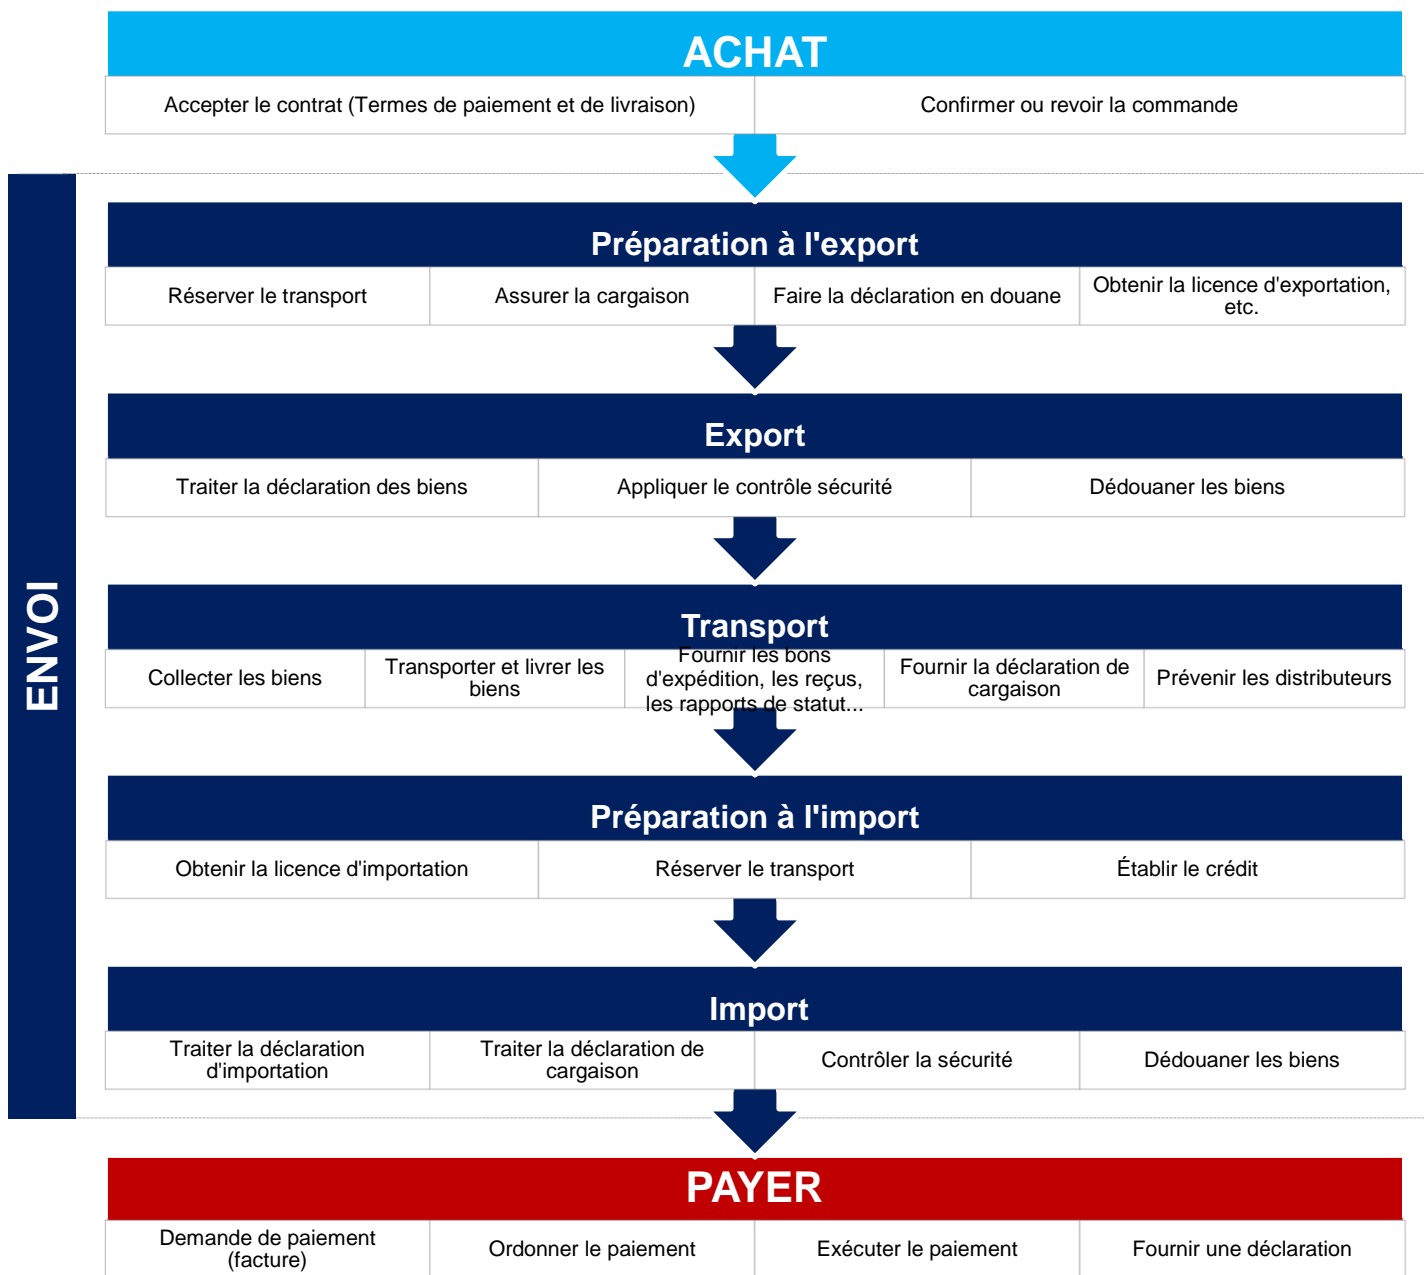 ACHAT
Accepter le contrat (Termes de paiement et de livraison)
Confirmer ou revoir la commande
ENVOI
Préparation à l'export
Réserver le transport
Assurer la cargaison
Faire la déclaration en douane
Obtenir la licence d'exportation,
etc.
Export
Traiter la déclaration des biens
Appliquer le contrôle sécurité
Dédouaner les biens
Transport
Collecter les biens
Transporter et livrer les
biens
Fournir les bons
d'expédition, les reçus,
les rapports de statut...
Fournir la déclaration de
cargaison
Prévenir les distributeurs
Préparation à l'import
Obtenir la licence d'importation
Réserver le transport
Établir le crédit
Import
Traiter la déclaration
d'importation
Traiter la déclaration de
cargaison
Contrôler la sécurité
Dédouaner les biens
PAYER
Demande de paiement
(facture)
Ordonner le paiement
Exécuter le paiement
Fournir une déclaration